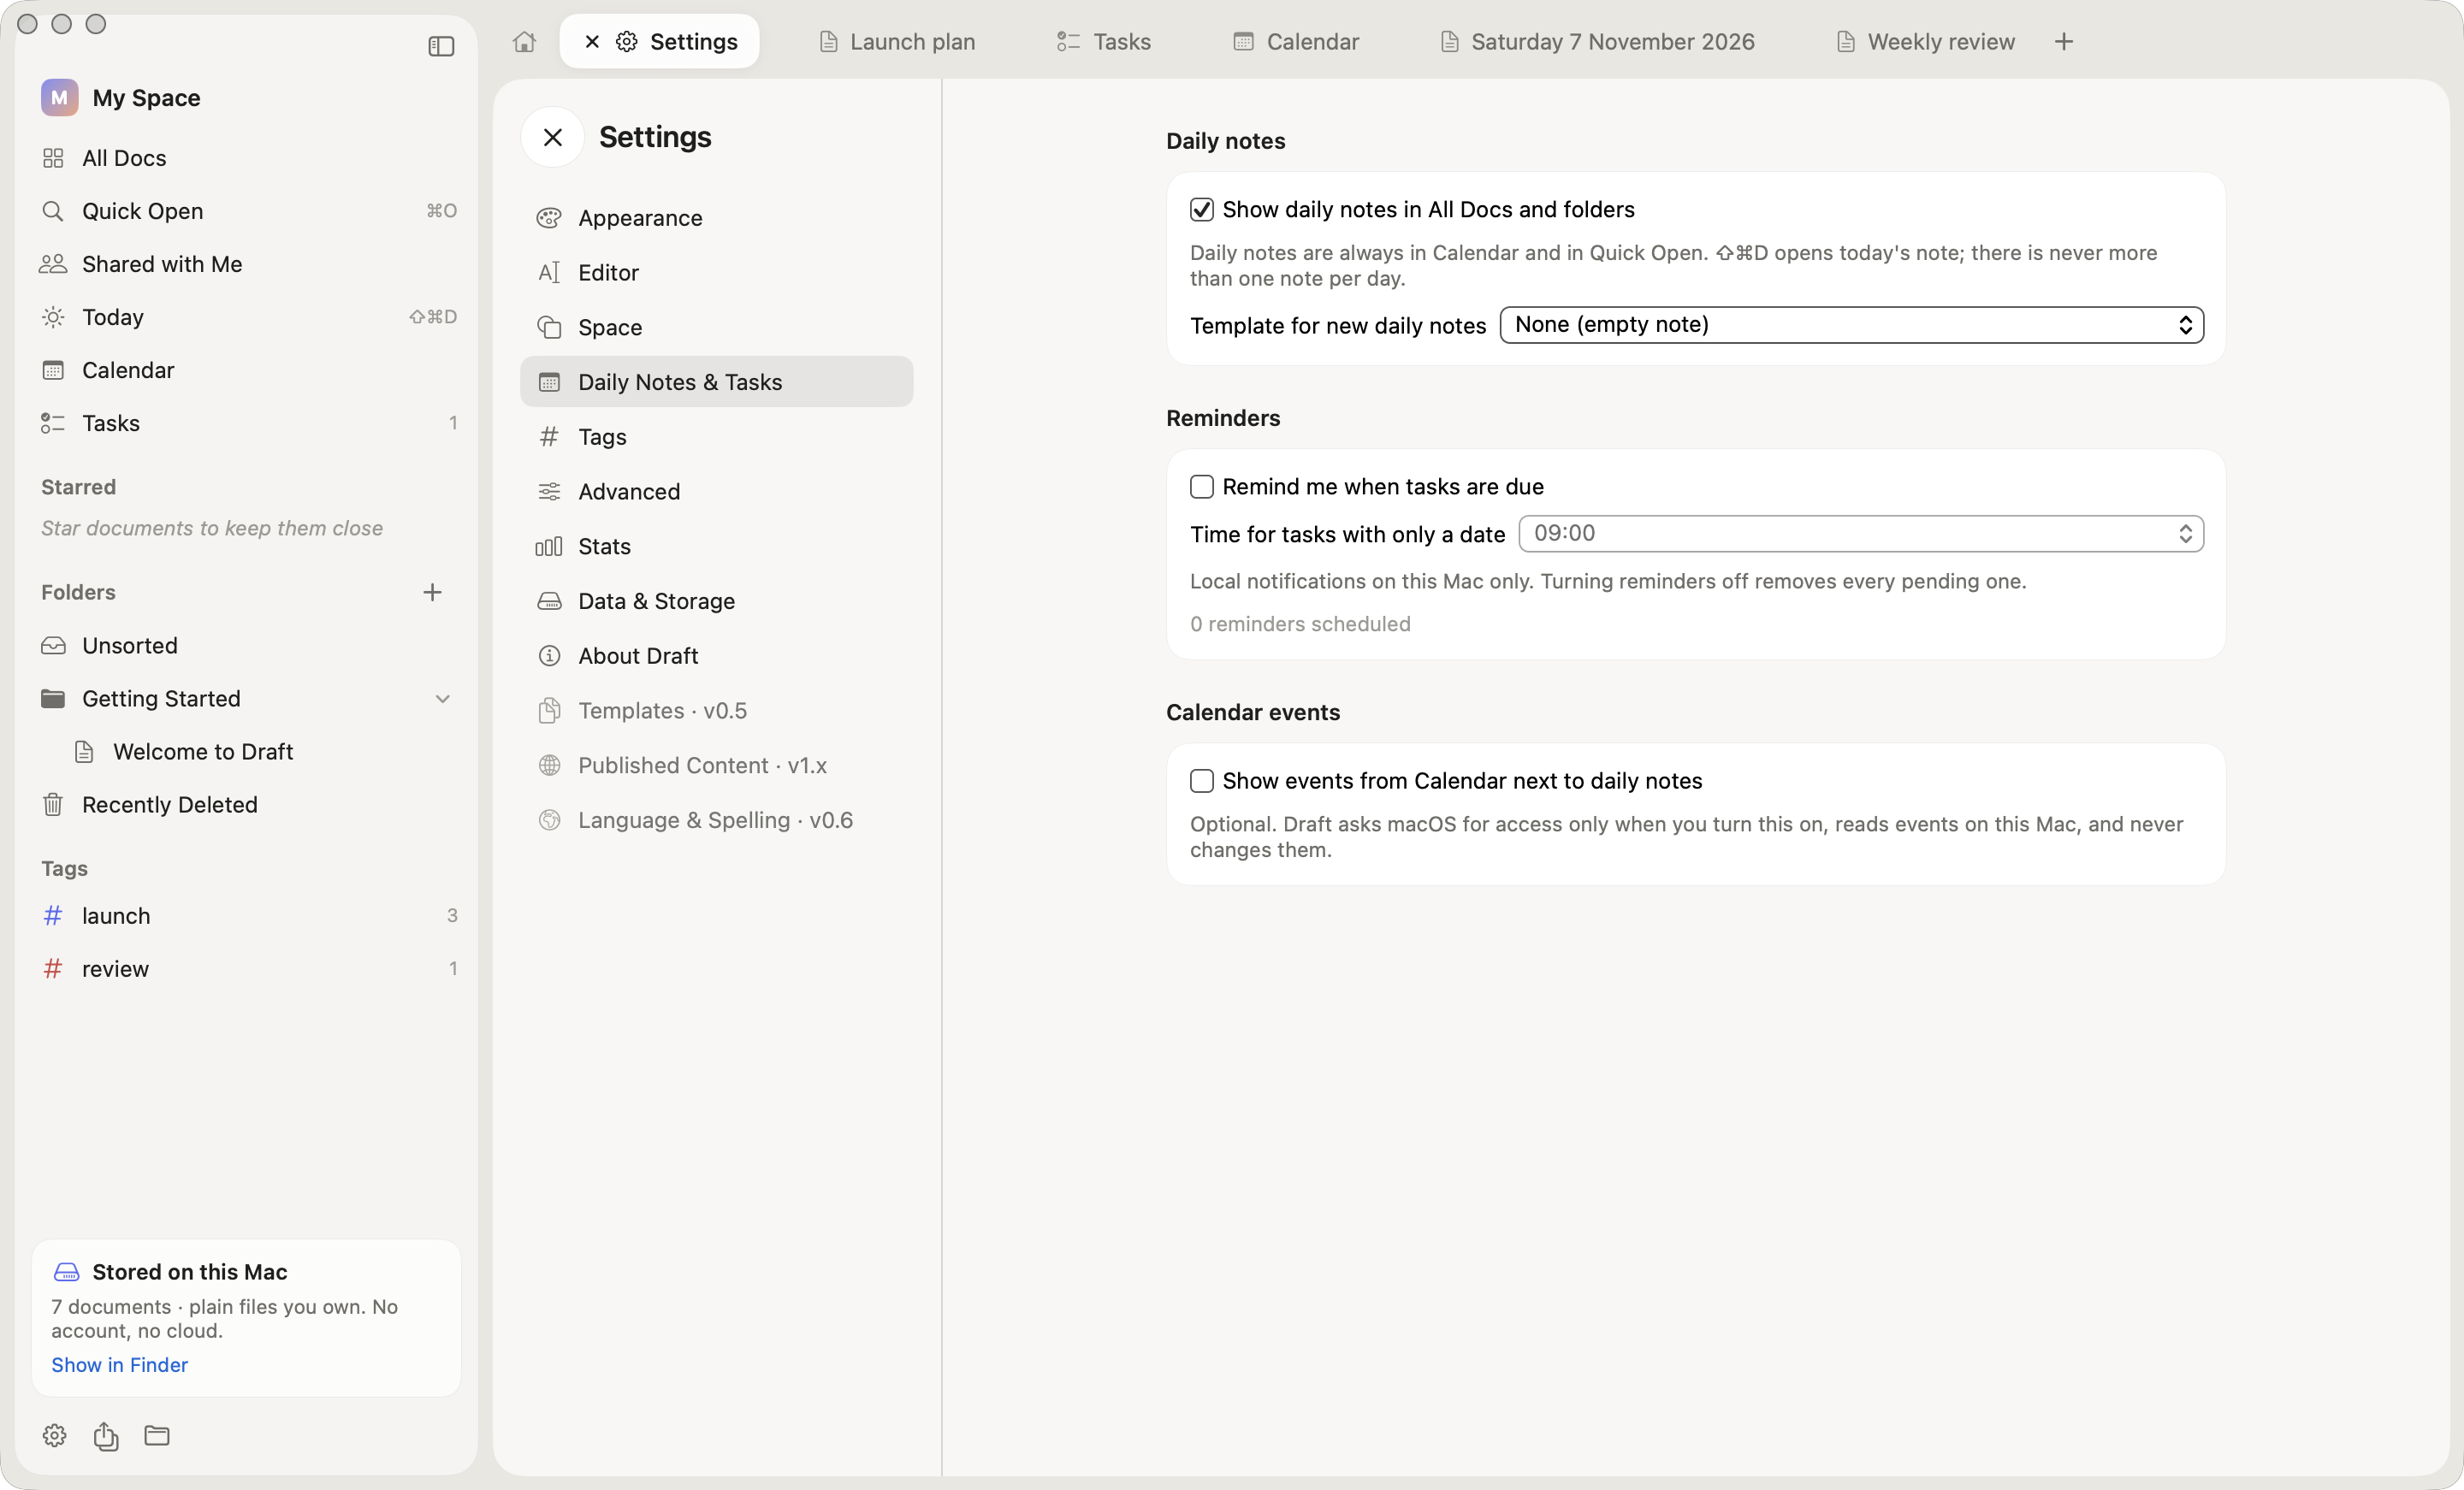 Settings
Launch plan
Tasks
Calendar
Saturday 7 November 2026
Weekly review
M
My Space
All Docs
Quick Open ⌘O
Shared with Me
Today ⇧⌘D
Calendar
Tasks 1
Starred
Star documents to keep them close
Folders
Unsorted
Getting Started
Welcome to Draft
Recently Deleted
Tags
# launch 3
# review 1
Stored on this Mac
7 documents · plain files you own. No
account, no cloud.
Show in Finder
Settings
Appearance
Editor
Space
Daily Notes & Tasks
Tags
Advanced
Stats
Data & Storage
About Draft
Templates · v0.5
Published Content · v1.x
Language & Spelling · v0.6
Daily notes
Show daily notes in All Docs and folders
Daily notes are always in Calendar and in Quick Open. ⇧⌘D opens today's note; there is never more
than one note per day.
Template for new daily notes None (empty note)
Reminders
Remind me when tasks are due
Time for tasks with only a date 09:00
Local notifications on this Mac only. Turning reminders off removes every pending one.
0 reminders scheduled
Calendar events
Show events from Calendar next to daily notes
Optional. Draft asks macOS for access only when you turn this on, reads events on this Mac, and never
changes them.